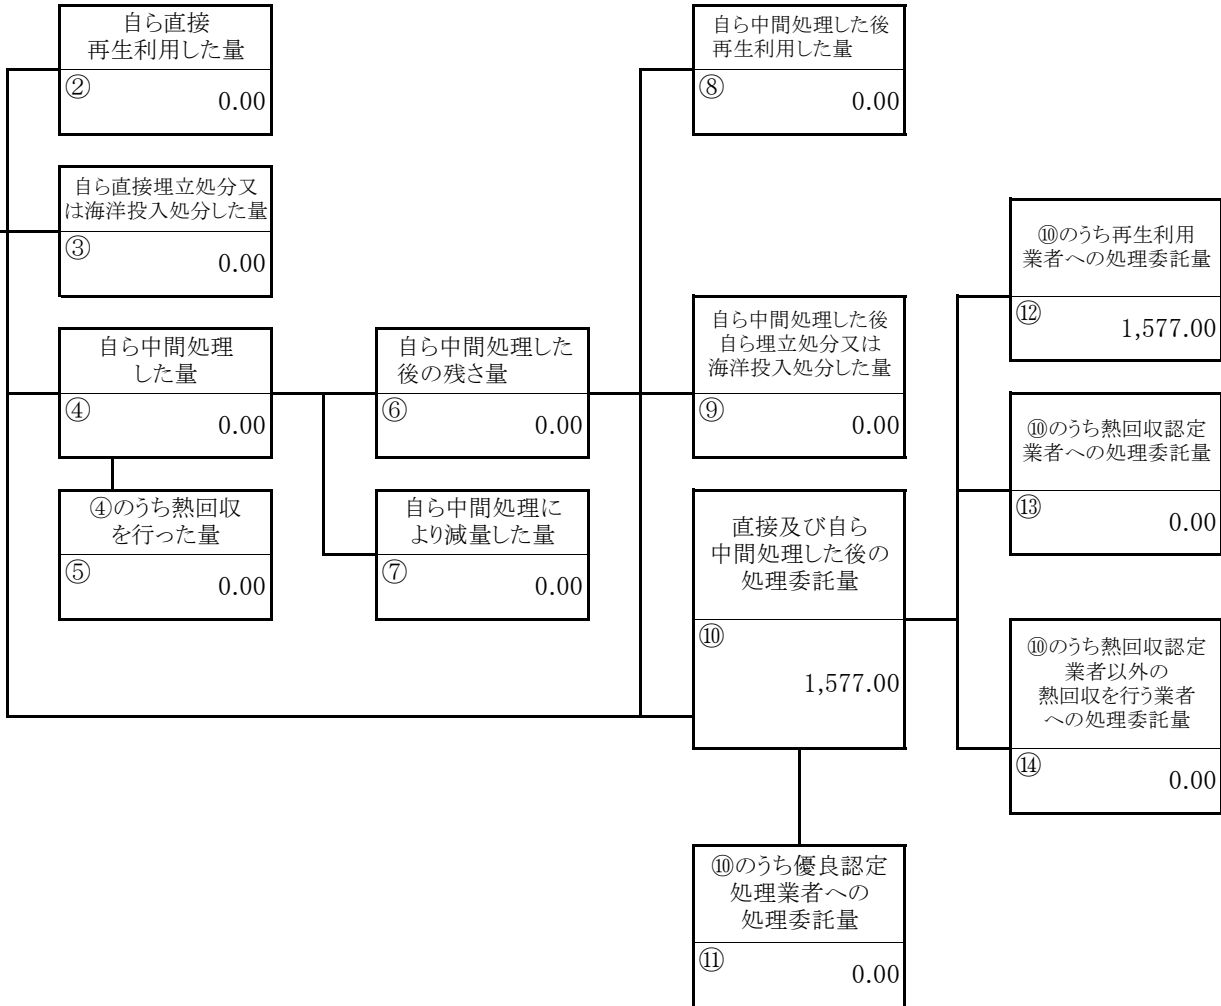 自ら直接
再生利用した量
②
0.00
自ら直接埋立処分又
は海洋投入処分した量
③
0.00
自ら中間処理
した量
④
0.00
④のうち熱回収
を行った量
⑤
0.00
自ら中間処理した
後の残さ量
⑥
0.00
自ら中間処理に
より減量した量
⑦
0.00
自ら中間処理した後
再生利用した量
⑧
0.00
自ら中間処理した後
自ら埋立処分又は
海洋投入処分した量
⑨
0.00
直接及び自ら
中間処理した後の
処理委託量
⑩
1,577.00
⑩のうち優良認定
処理業者への
処理委託量
⑪
0.00
⑩のうち再生利用
業者への処理委託量
⑫
1,577.00
⑩のうち熱回収認定
業者への処理委託量
⑬
0.00
⑩のうち熱回収認定
業者以外の
熱回収を行う業者
への処理委託量
⑭
0.00